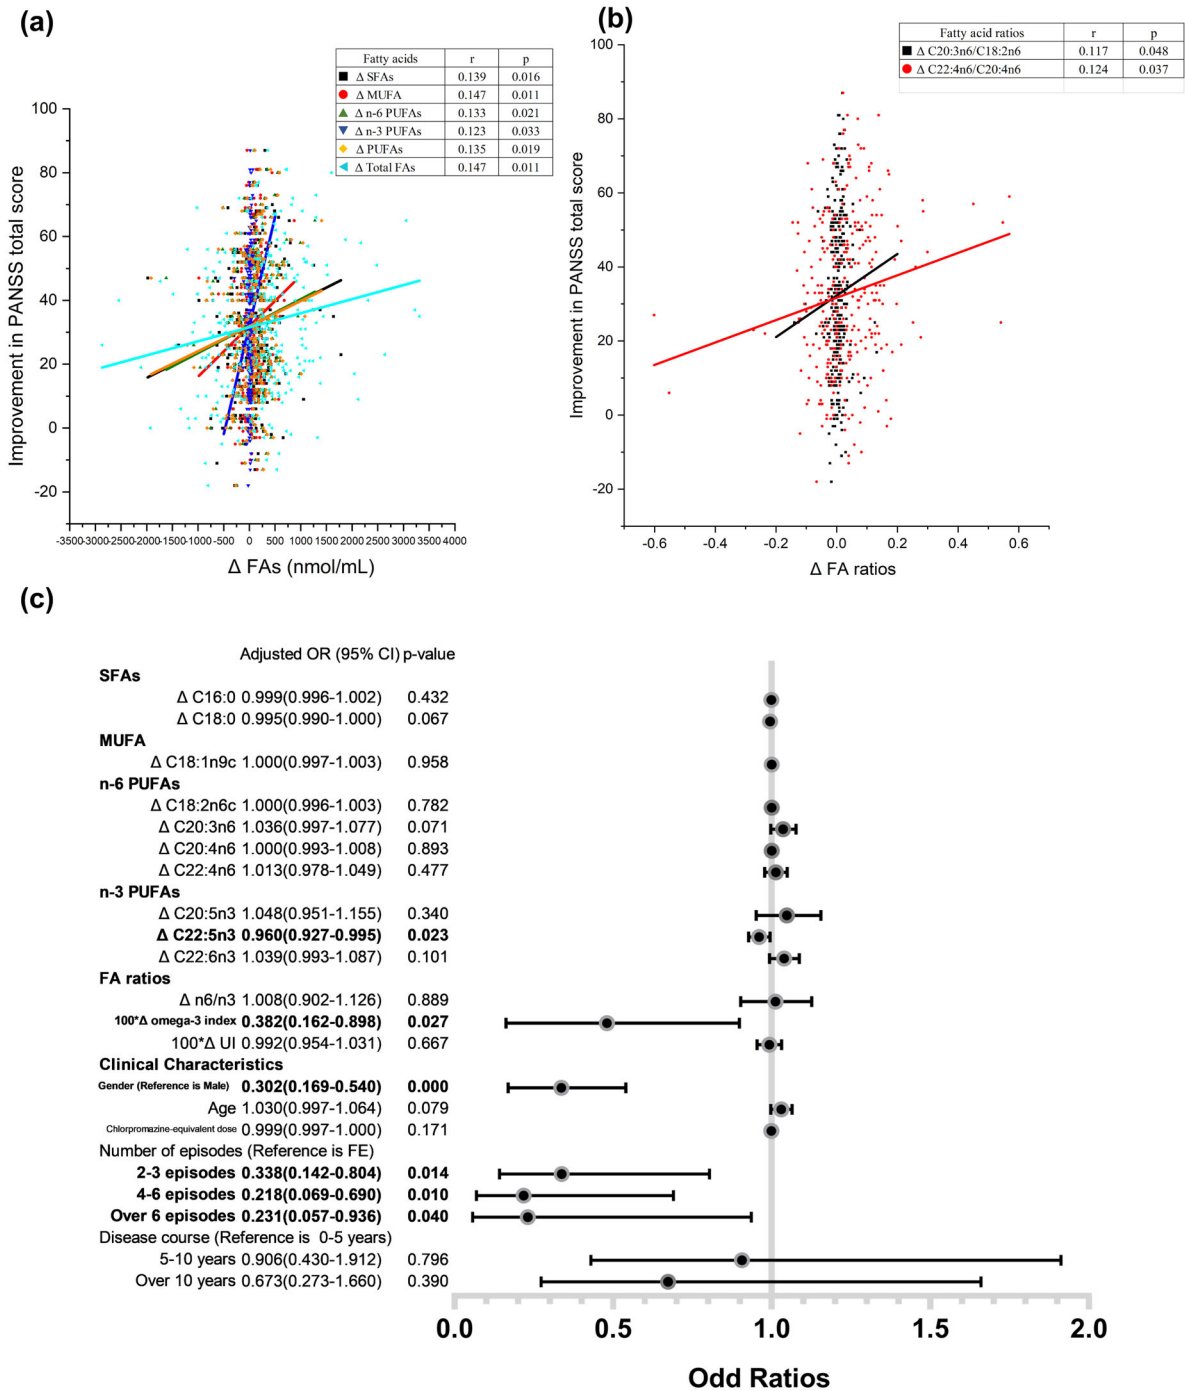 (a)
Fatty acids r p
Δ SFAs 0.139 0.016
Δ MUFA 0.147 0.011
Δ n-6 PUFAs 0.133 0.021
Δ n-3 PUFAs 0.123 0.033
Δ PUFAs 0.135 0.019
Δ Total FAs 0.147 0.011
Improvement in PANSS total score
100
80
60
40
20
0
-20
-3500-3000-2000-1500-1000 -500 0 500 1000 1500 2000 2500 3000 3500 4000
Δ FAs (nmol/mL)
(b)
Fatty acid ratios r p
Δ C20:3n6/C18:2n6 0.117 0.048
Δ C22:4n6/C20:4n6 0.124 0.037
Improvement in PANSS total score
100
80
60
40
20
0
-20
-0.6 -0.4 -0.2 0.0 0.2 0.4 0.6
Δ FA ratios
(c)
Adjusted OR (95% CI) p-value
SFAs
Δ C16:0 0.999(0.996-1.002) 0.432
Δ C18:0 0.995(0.990-1.000) 0.067
MUFA
Δ C18:1n9c 1.000(0.997-1.003) 0.958
n-6 PUFAs
Δ C18:2n6c 1.000(0.996-1.003) 0.782
Δ C20:3n6 1.036(0.997-1.077) 0.071
Δ C20:4n6 1.000(0.993-1.008) 0.893
Δ C22:4n6 1.013(0.978-1.049) 0.477
n-3 PUFAs
Δ C20:5n3 1.048(0.951-1.155) 0.340
Δ C22:5n3 0.960(0.927-0.995) 0.023
Δ C22:6n3 1.039(0.993-1.087) 0.101
FA ratios
Δ n6/n3 1.008(0.902-1.126) 0.889
100*Δ omega-3 index 0.382(0.162-0.898) 0.027
100*Δ UI 0.992(0.954-1.031) 0.667
Clinical Characteristics
Gender (Reference is Male) 0.302(0.169-0.540) 0.000
Age 1.030(0.997-1.064) 0.079
Chlorpromazine-equivalent dose 0.999(0.997-1.000) 0.171
Number of episodes (Reference is FE)
2-3 episodes 0.338(0.142-0.804) 0.014
4-6 episodes 0.218(0.069-0.690) 0.010
Over 6 episodes 0.231(0.057-0.936) 0.040
Disease course (Reference is 0-5 years)
5-10 years 0.906(0.430-1.912) 0.796
Over 10 years 0.673(0.273-1.660) 0.390
0.0 0.5 1.0 1.5 2.0
Odd Ratios